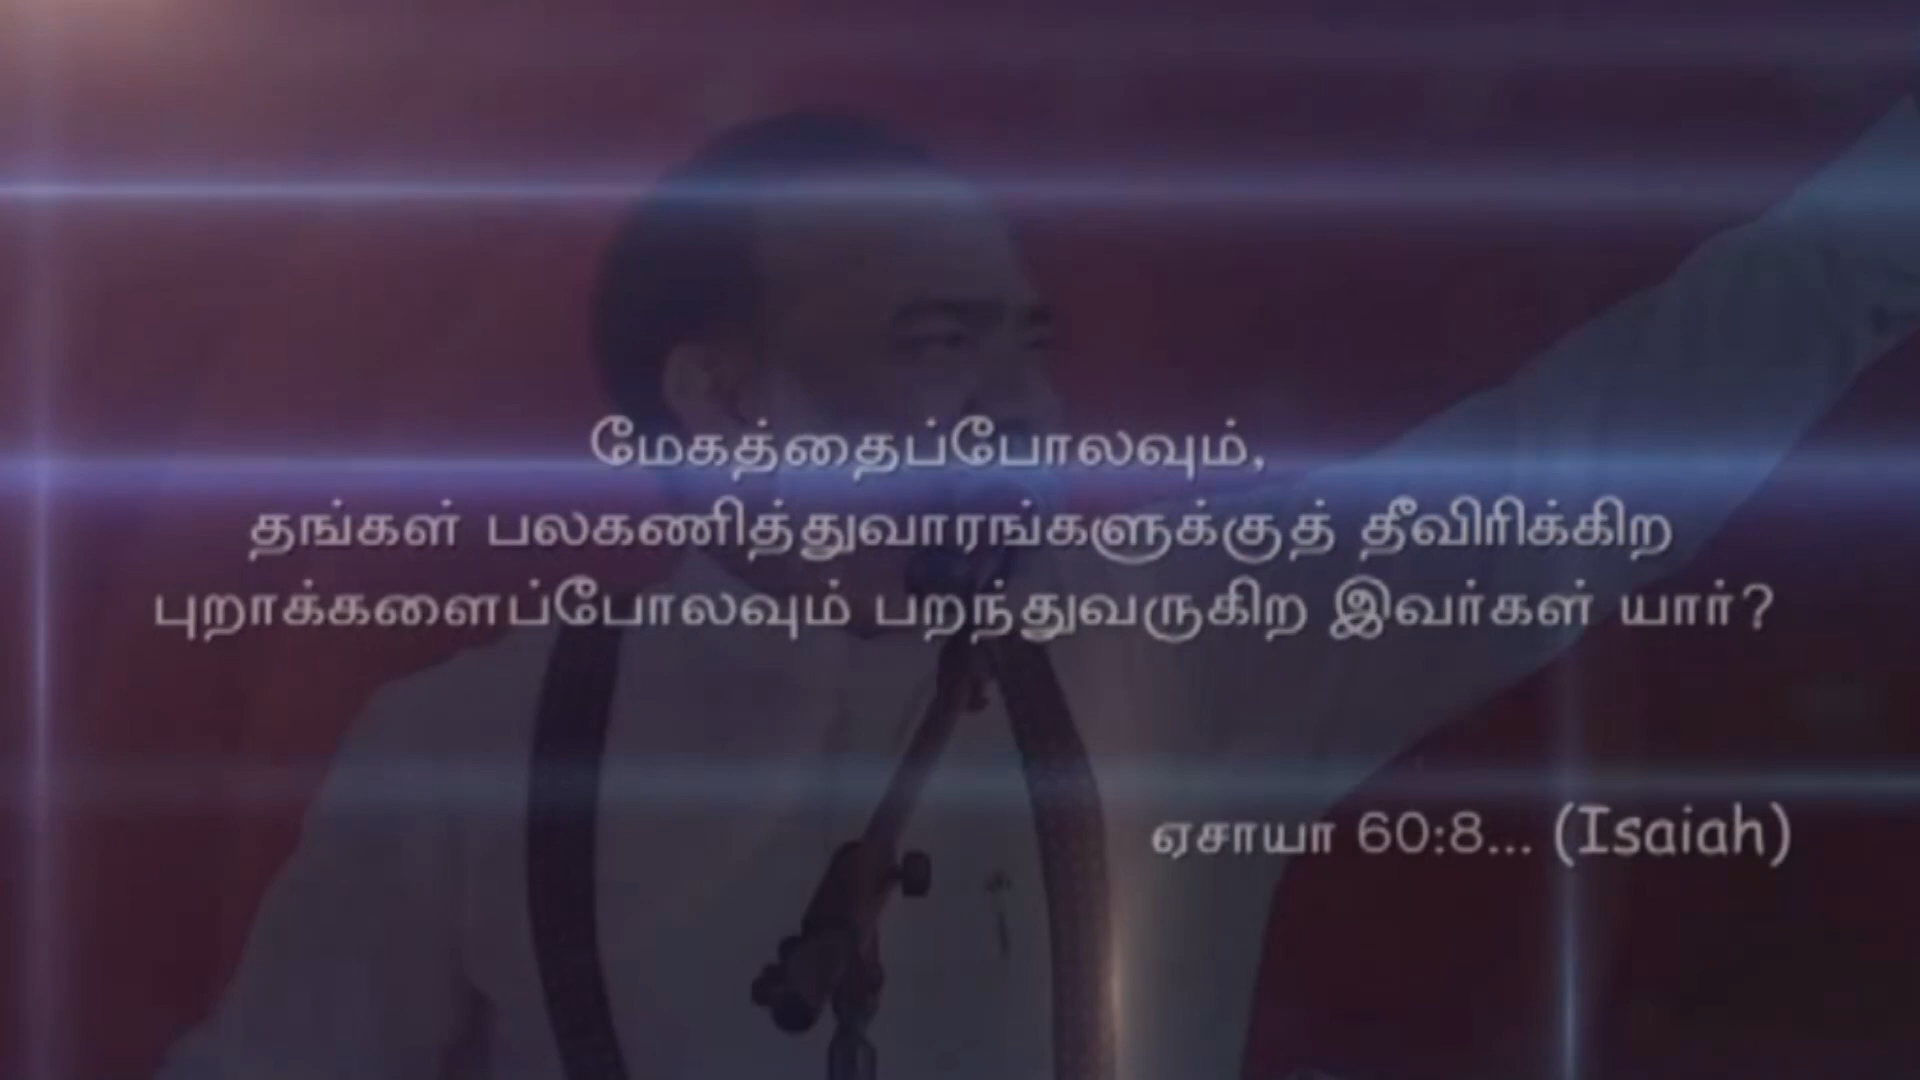 மேகத்தைப்போலவும்,
தங்கள் பலகணித்துவாரங்களுக்குத் தீவிரிக்கிற
புறாக்களைப்போலவும் பறந்துவருகிற இவர்கள் யார்?
ஏசாயா 60:8... (Isaiah)